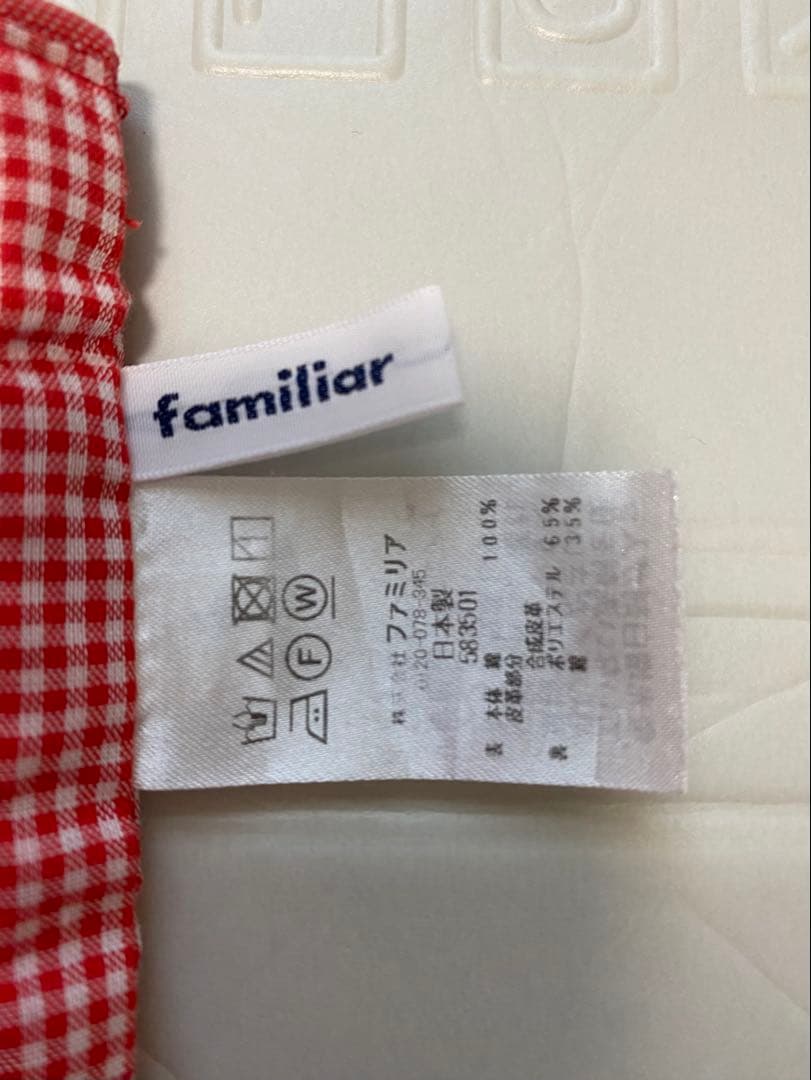 familiar
W
F
株式会社 ファミリア
0120-078-345
日本製
583501
表 本体 綿 100%
皮革部分
合成皮革
裏 ポリエステル 65%
綿 35%